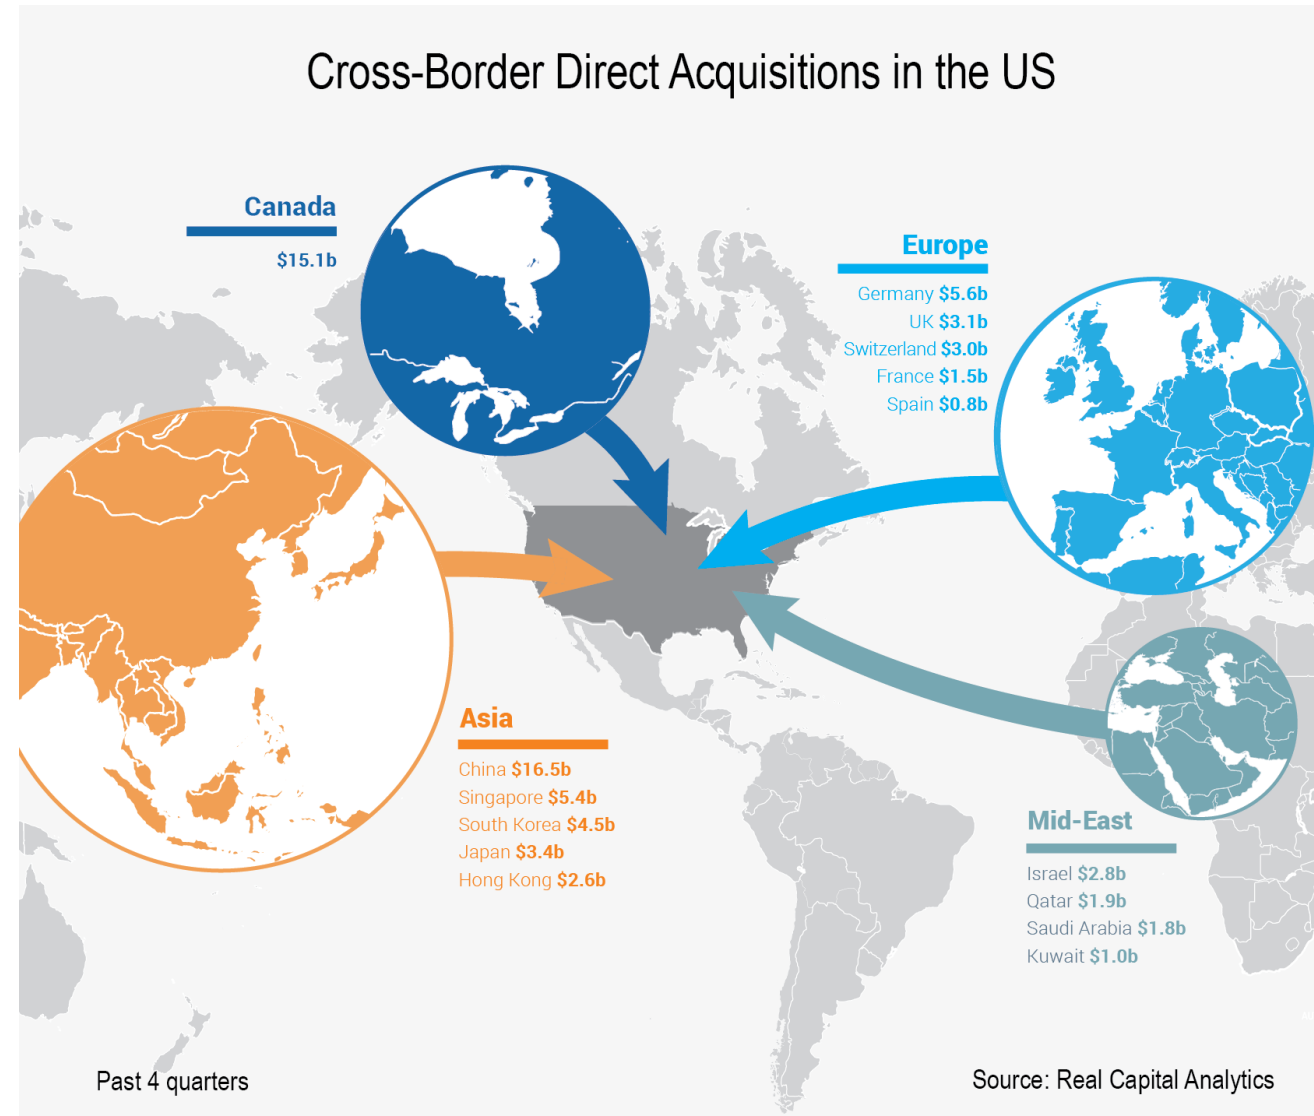 Cross-Border Direct Acquisitions in the US
Canada
$15.1b
Europe
Germany $5.6b
UK $3.1b
Switzerland $3.0b
France $1.5b
Spain $0.8b
Asia
China $16.5b
Singapore $5.4b
South Korea $4.5b
Japan $3.4b
Hong Kong $2.6b
Mid-East
Israel $2.8b
Qatar $1.9b
Saudi Arabia $1.8b
Kuwait $1.0b
Past 4 quarters
Source: Real Capital Analytics